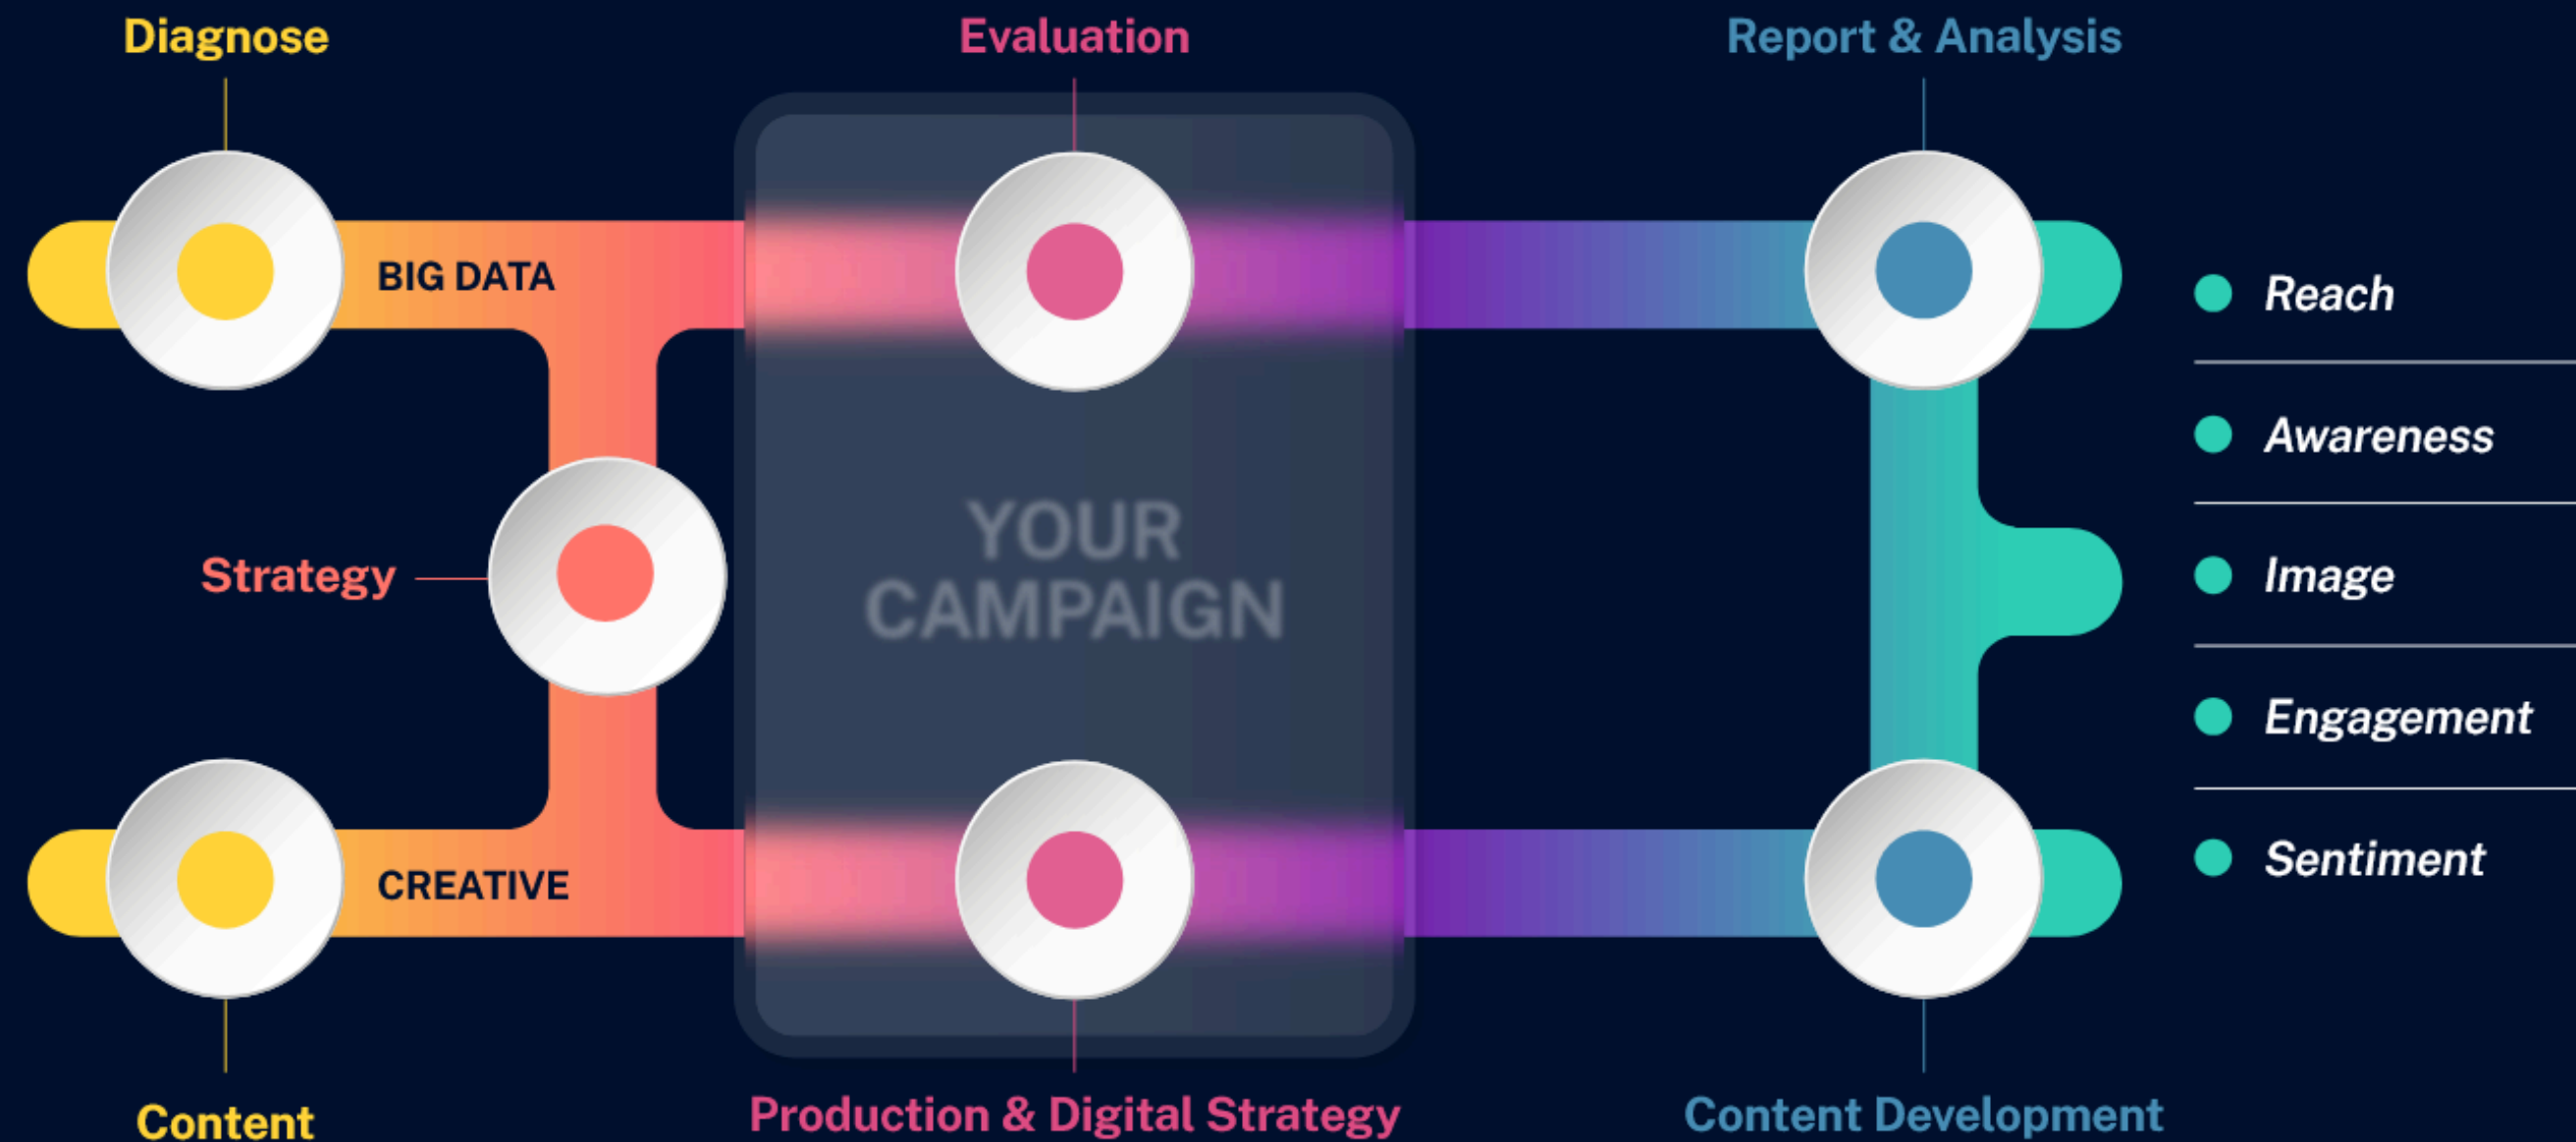 Diagnose
Evaluation
Report & Analysis
BIG DATA
Reach
Awareness
YOUR
CAMPAIGN
Strategy
Image
Engagement
CREATIVE
Sentiment
Content
Production & Digital Strategy
Content Development